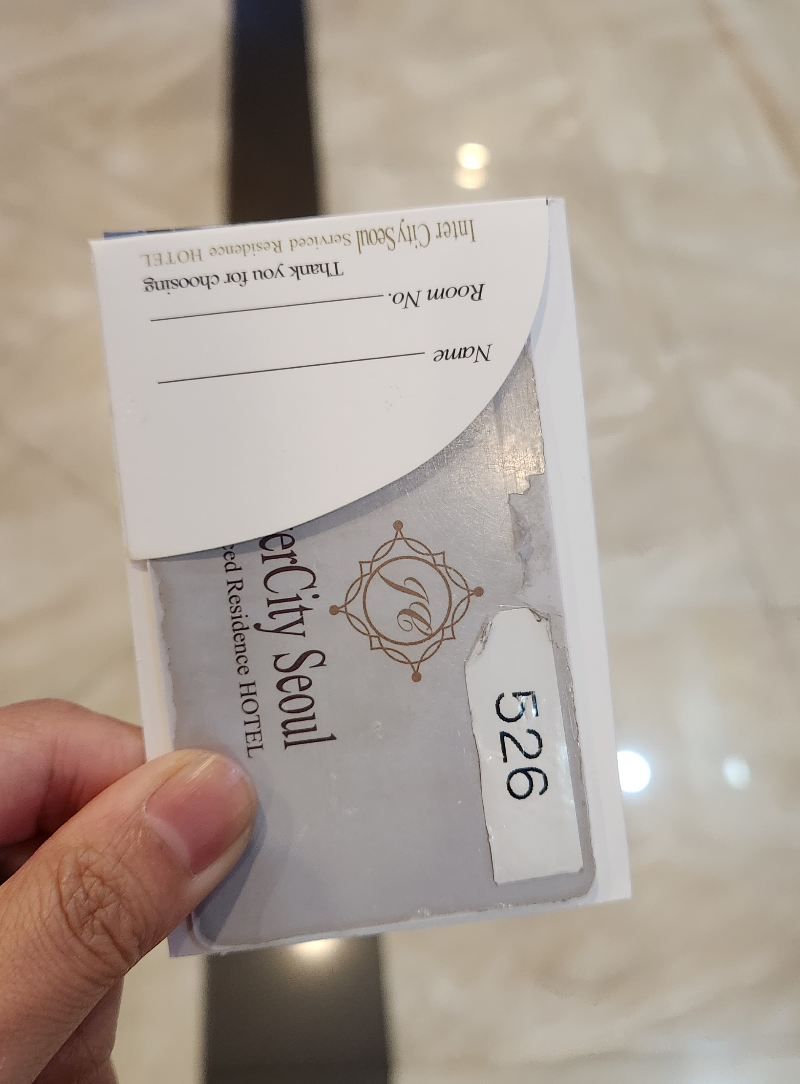 Name
Room No.
Thank you for choosing
Inter City Seoul Serviced Residence HOTEL
IC
erCity Seoul
ced Residence HOTEL
526